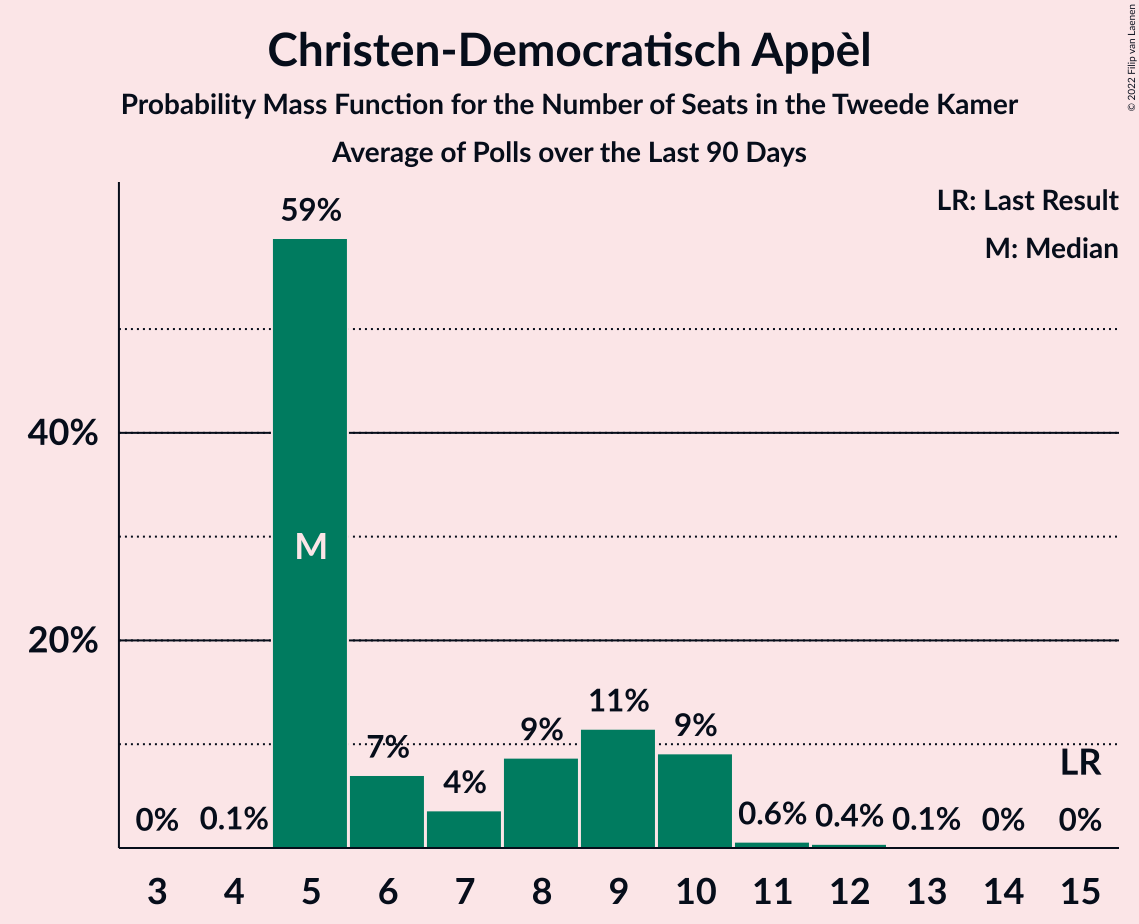 Christen-Democratisch Appèl
Probability Mass Function for the Number of Seats in the Tweede Kamer
Average of Polls over the Last 90 Days
© 2022 Filip van Laenen
LR: Last Result
M: Median
59%
40%
M
20%
11%
9%
9%
7%
LR
4%
0%
0.1%
0.6%
0.4%
0.1%
0%
0%
3 4 5 6 7 8 9 10 11 12 13 14 15